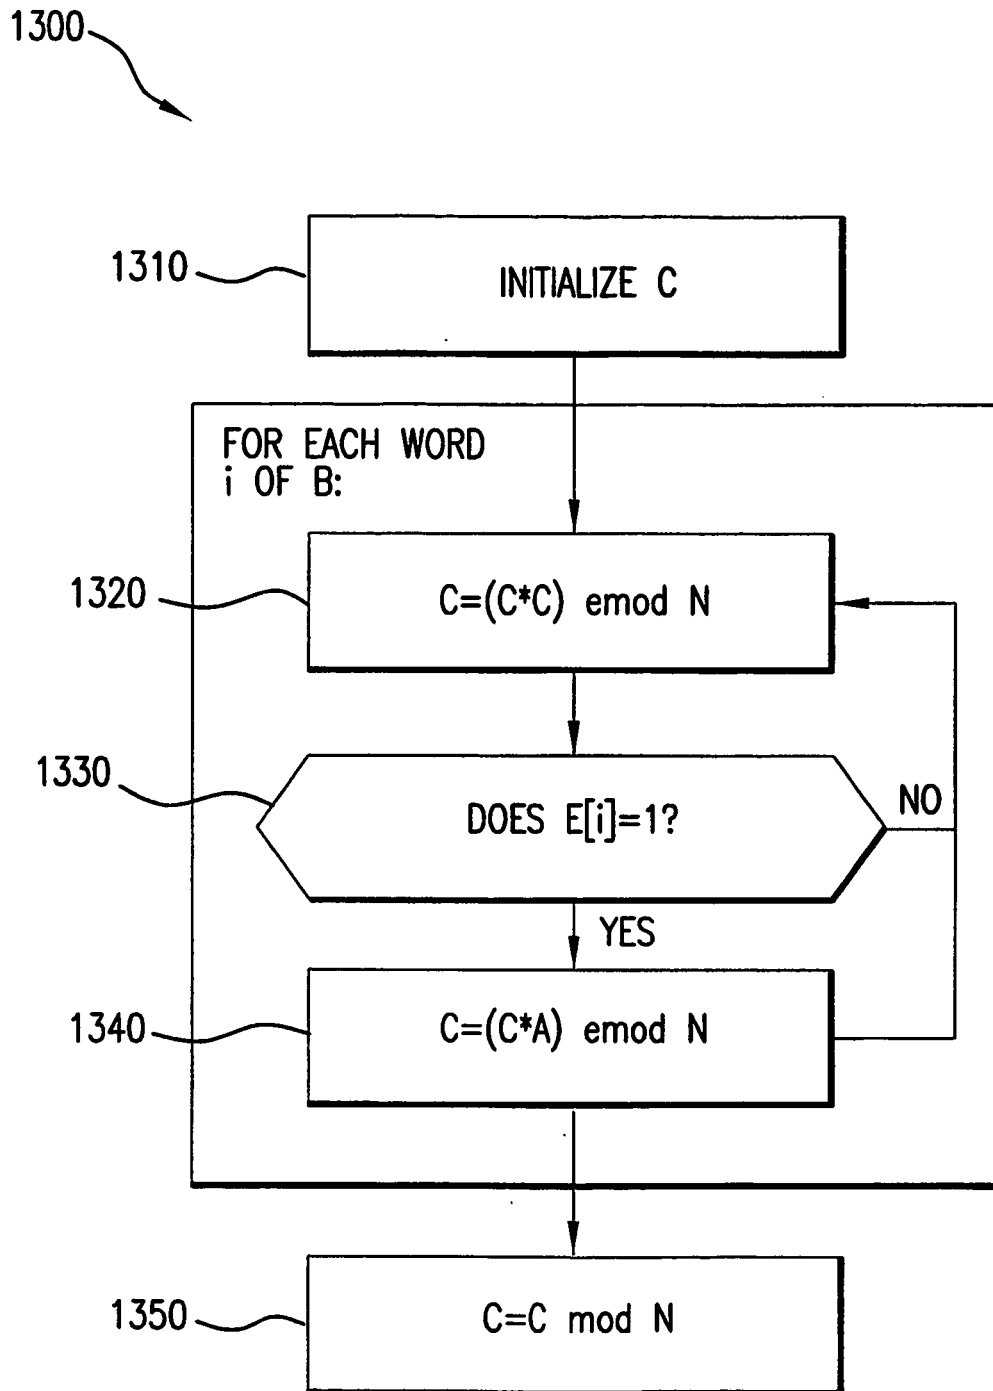 1300
1310
INITIALIZE C
FOR EACH WORD
i OF B:
1320
C=(C*C) emod N
1330
DOES E[i]=1?
NO
YES
1340
C=(C*A) emod N
1350
C=C mod N